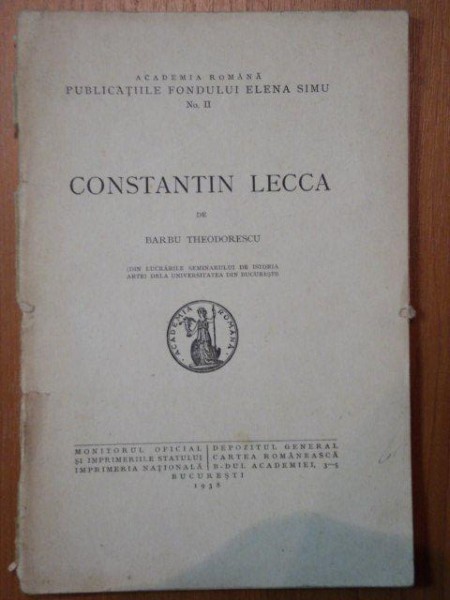 ACADEMIA ROMÂNĂ
PUBLICAȚIILE FONDULUI ELENA SIMU
No. II
CONSTANTIN LECCA
DE
BARBU THEODORESCU
(DIN LUCRĂRILE SEMINARULUI DE ISTORIA
ARTEI DELA UNIVERSITATEA DIN BUCUREȘTI)
ACADEMIA ROMANA
MONITORUL OFICIAL
ȘI IMPRIMERIILE STATULUI
IMPRIMERIA NAȚIONALĂ
DEPOZITUL GENERAL
CARTEA ROMÂNEASCĂ
B-DUL ACADEMIEI, 3-5
BUCUREȘTI
1938